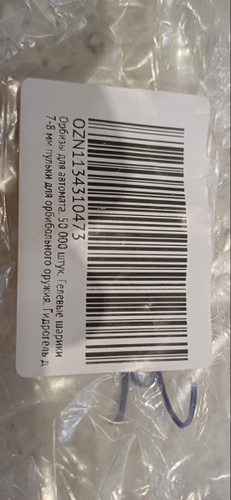 OZN1134310473
Орбизы для автомата. 50 000 штук. Гелевые шарики
7-8 мм пульки для орбибольного оружия. Гидрогель д